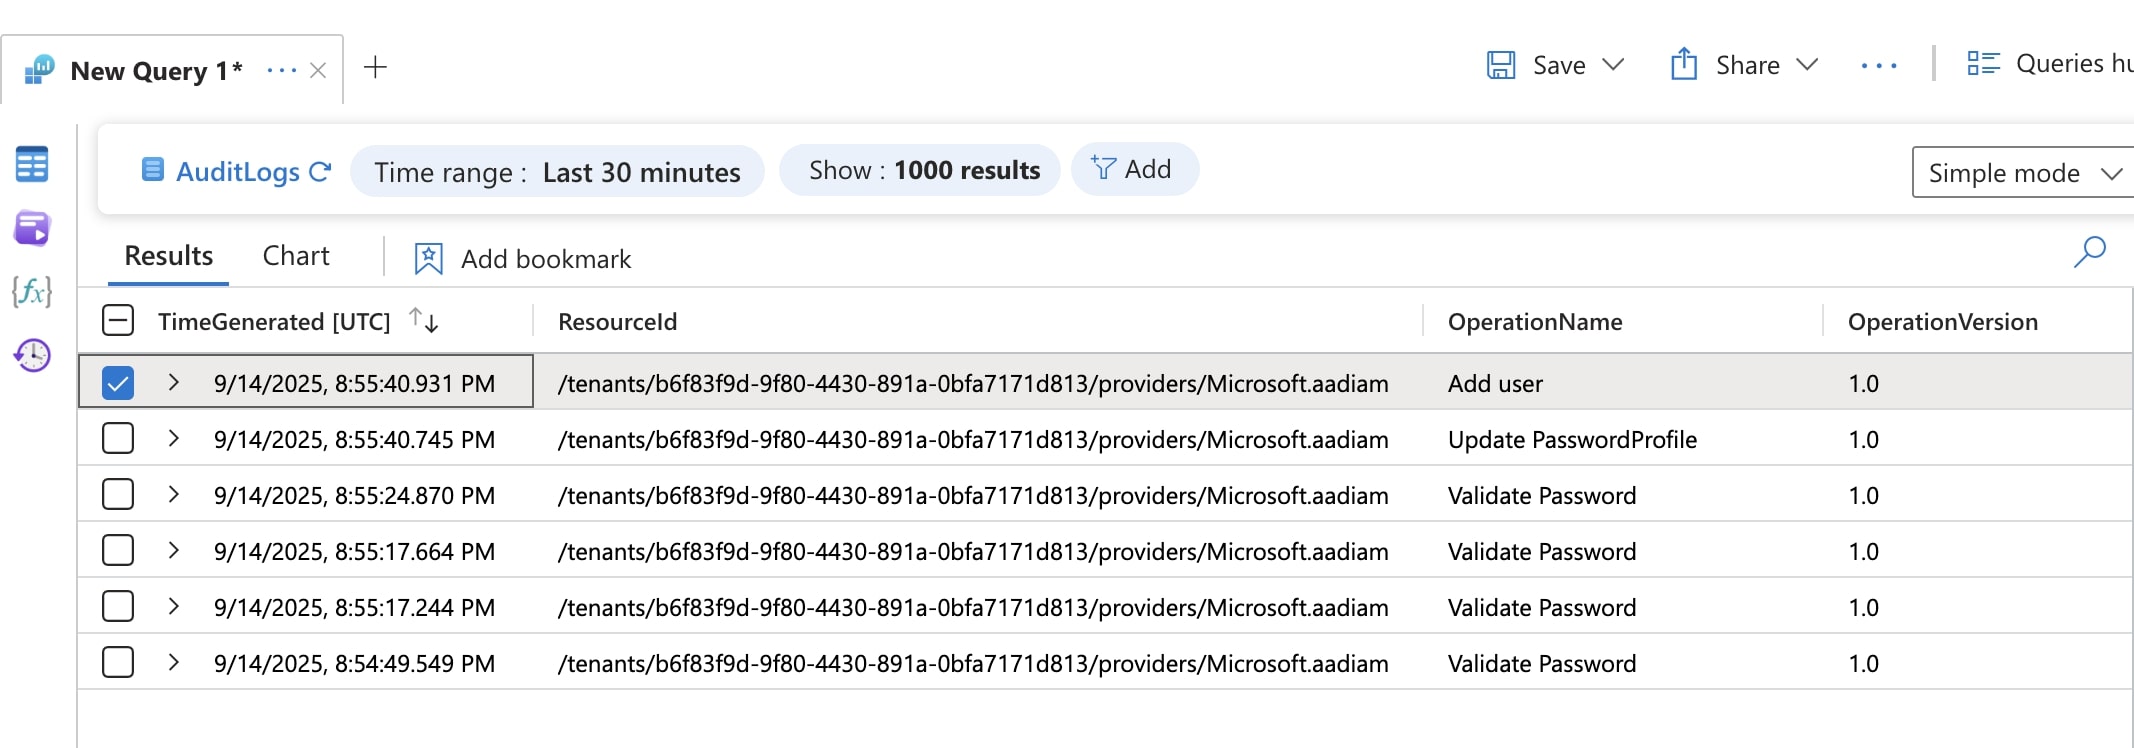 New Query 1* ···
Save Share ··· Queries hu
AuditLogs Time range : Last 30 minutes Show : 1000 results Add Simple mode
Results Chart Add bookmark
{fx}
TimeGenerated [UTC] ResourceId OperationName OperationVersion
9/14/2025, 8:55:40.931 PM /tenants/b6f83f9d-9f80-4430-891a-0bfa7171d813/providers/Microsoft.aadiam Add user 1.0
9/14/2025, 8:55:40.745 PM /tenants/b6f83f9d-9f80-4430-891a-0bfa7171d813/providers/Microsoft.aadiam Update PasswordProfile 1.0
9/14/2025, 8:55:24.870 PM /tenants/b6f83f9d-9f80-4430-891a-0bfa7171d813/providers/Microsoft.aadiam Validate Password 1.0
9/14/2025, 8:55:17.664 PM /tenants/b6f83f9d-9f80-4430-891a-0bfa7171d813/providers/Microsoft.aadiam Validate Password 1.0
9/14/2025, 8:55:17.244 PM /tenants/b6f83f9d-9f80-4430-891a-0bfa7171d813/providers/Microsoft.aadiam Validate Password 1.0
9/14/2025, 8:54:49.549 PM /tenants/b6f83f9d-9f80-4430-891a-0bfa7171d813/providers/Microsoft.aadiam Validate Password 1.0